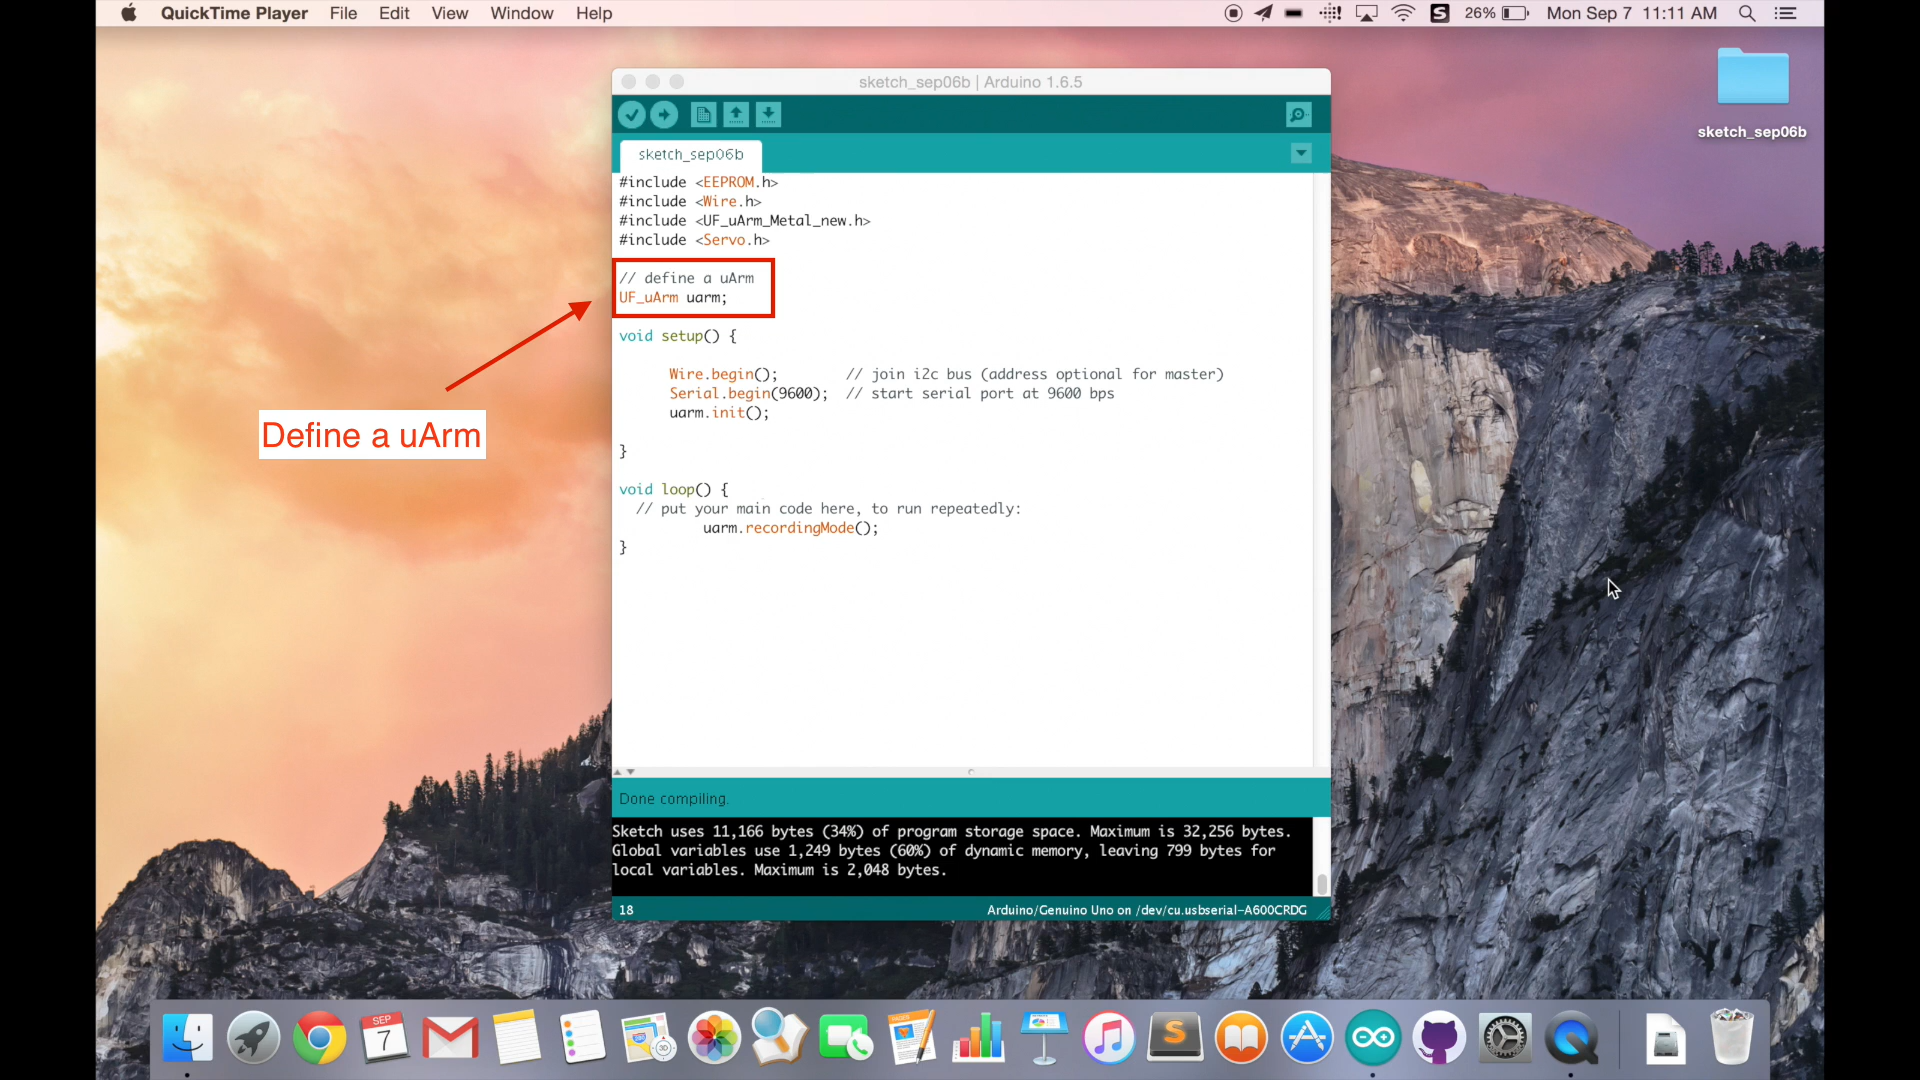 QuickTime Player File Edit View Window Help 26% Mon Sep 7 11:11 AM
sketch_sep06b
sketch_sep06b | Arduino 1.6.5
sketch_sep06b
#include <EEPROM.h>
#include <Wire.h>
#include <UF_uArm_Metal_new.h>
#include <Servo.h>
// define a uArm
UF_uArm uarm;
void setup() {
Wire.begin(); // join i2c bus (address optional for master)
Serial.begin(9600); // start serial port at 9600 bps
uarm.init();
}
void loop() {
// put your main code here, to run repeatedly:
uarm.recordingMode();
}
Define a uArm
Done compiling.
Sketch uses 11,166 bytes (34%) of program storage space. Maximum is 32,256 bytes.
Global variables use 1,249 bytes (60%) of dynamic memory, leaving 799 bytes for
local variables. Maximum is 2,048 bytes.
18 Arduino/Genuino Uno on /dev/cu.usbserial-A600CRDG
SEP
7